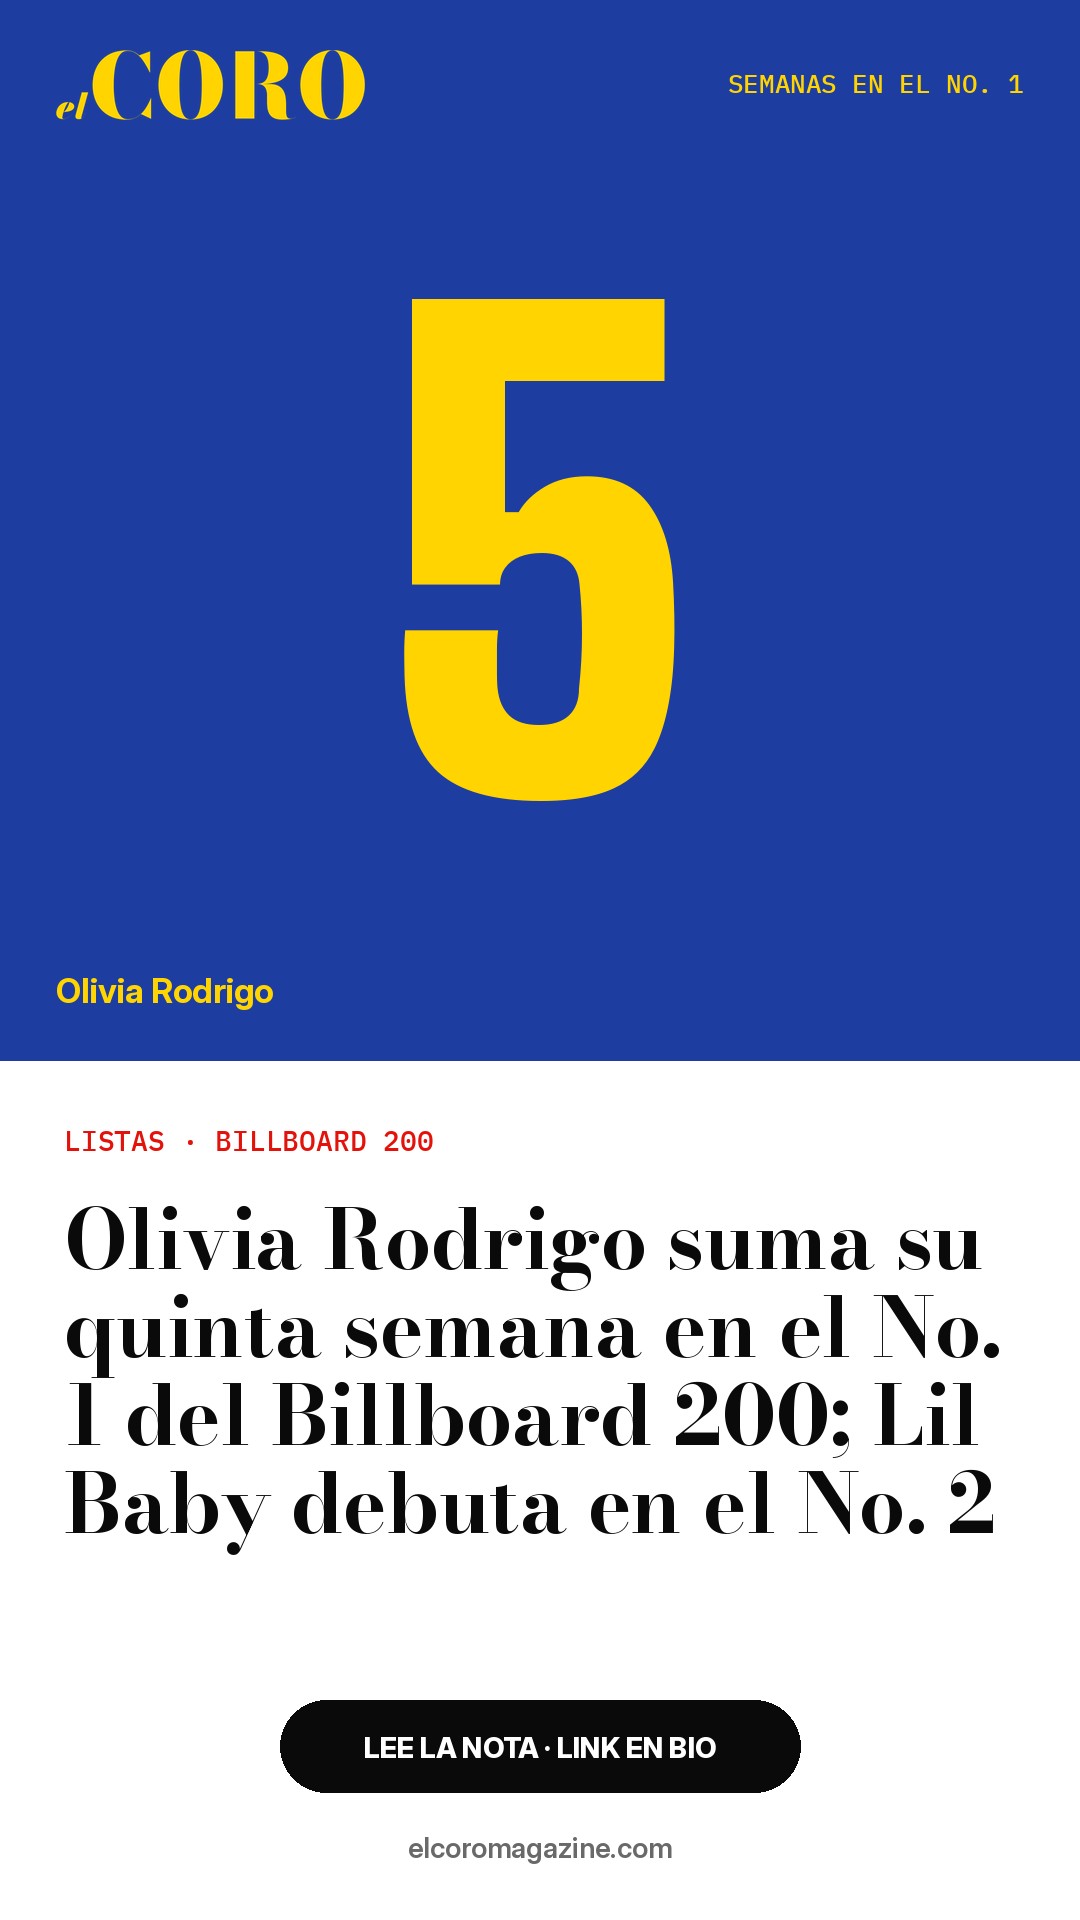 el CORO
SEMANAS EN EL NO. 1
5
Olivia Rodrigo
LISTAS · BILLBOARD 200
Olivia Rodrigo suma su
quinta semana en el No.
1 del Billboard 200; Lil
Baby debuta en el No. 2
LEE LA NOTA · LINK EN BIO
elcoromagazine.com